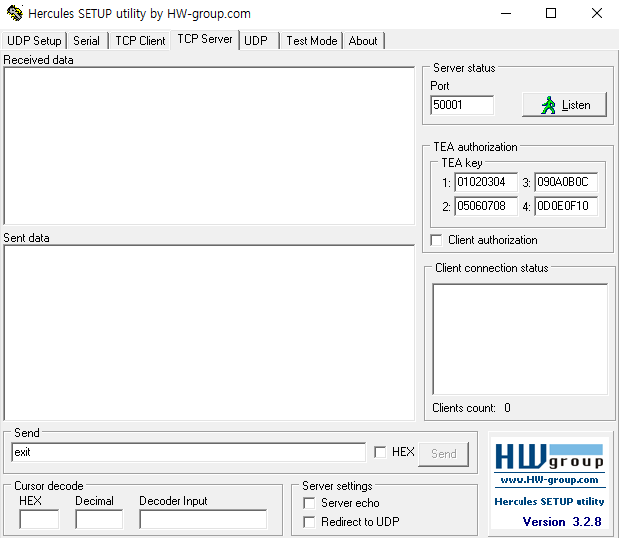 Hercules SETUP utility by HW-group.com
UDP Setup Serial TCP Client TCP Server UDP Test Mode About
Received data
Server status
Port
50001
Listen
TEA authorization
TEA key
1: 01020304 3: 090A0B0C
2: 05060708 4: 0D0E0F10
Client authorization
Sent data
Client connection status
Clients count: 0
Send
exit HEX Send
Cursor decode
HEX Decimal Decoder Input
Server settings
Server echo
Redirect to UDP
HWgroup
www.HW-group.com
Hercules SETUP utility
Version 3.2.8